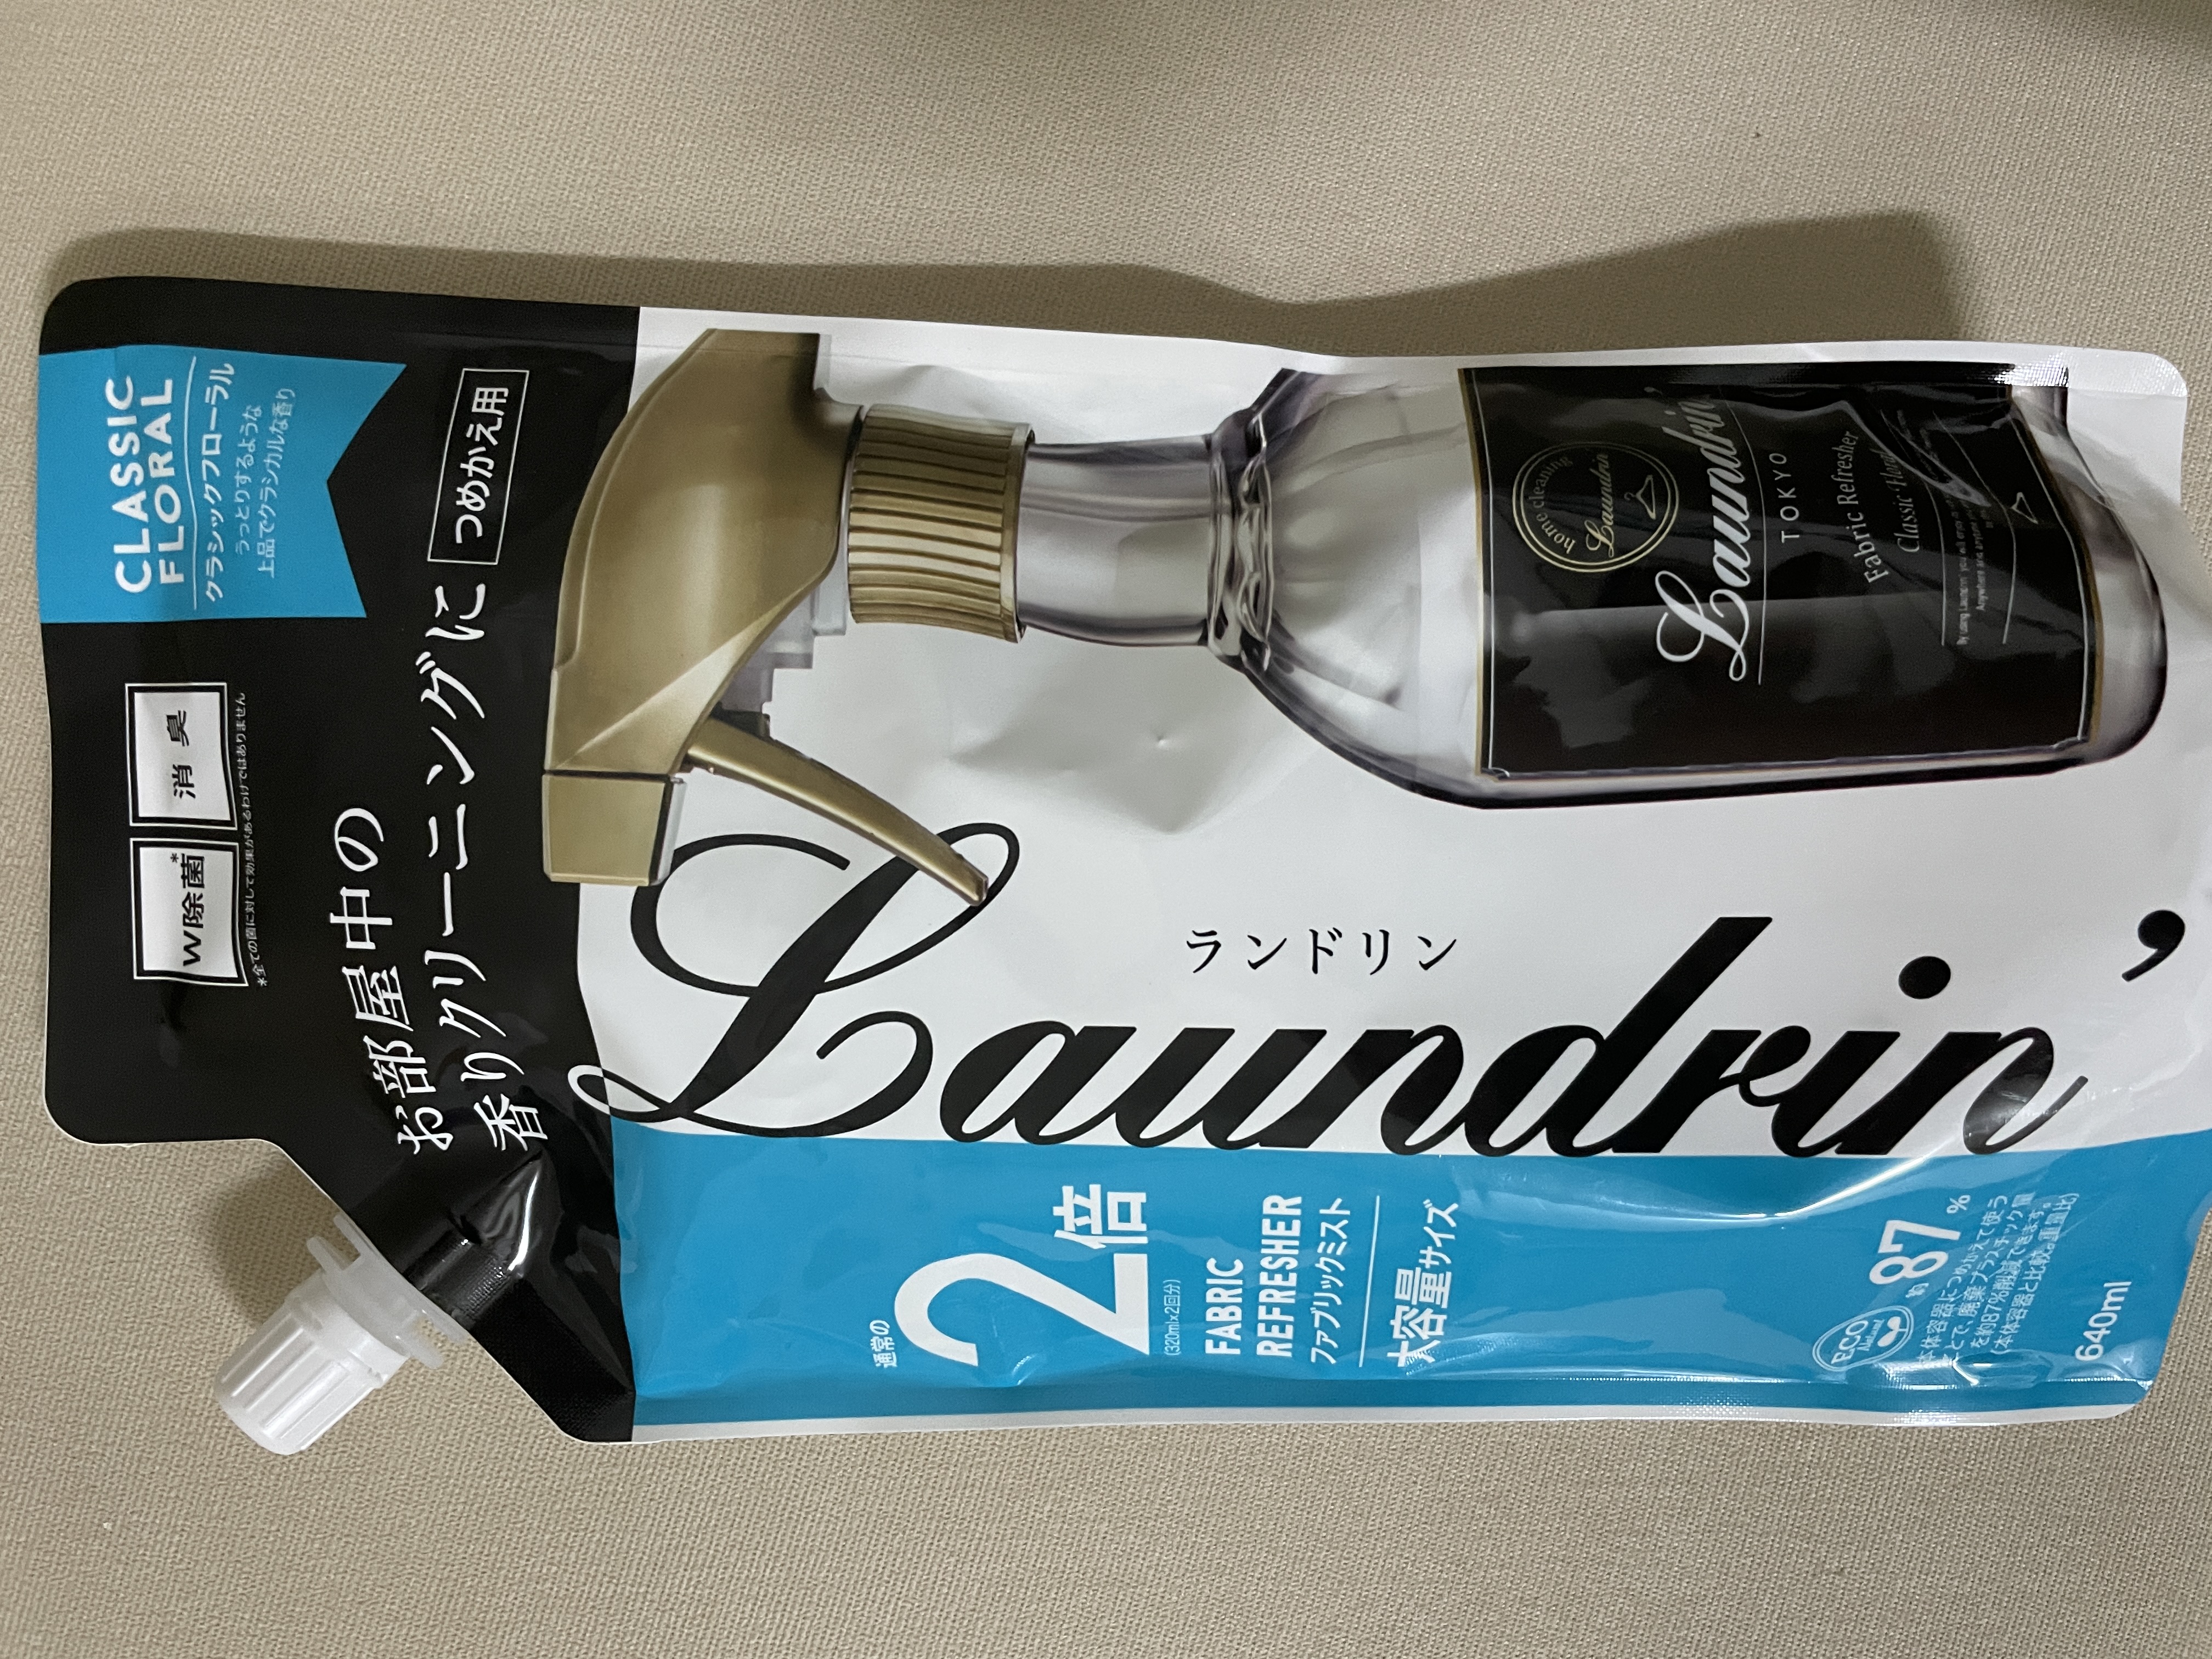 CLASSIC
FLORAL
クラシックフローラル
うっとりするような
上品でクラシカルな香り
W除菌*
消臭
*全ての菌に対して効果があるわけではありません
お部屋中の
香りクリーニングに
つめかえ用
ランドリン
Laundrin’
home cleaning
Laundrin
Laundrin’
TOKYO
Fabric Refresher
Classic Floral
通常の
2倍
(320ml×2回分)
FABRIC
REFRESHER
ファブリックミスト
大容量サイズ
ECO
約87%
本体容器につめかえて使う
ことで、廃棄プラスチック量
を約87%削減できます。
(本体容器と比較。重量比)
640ml